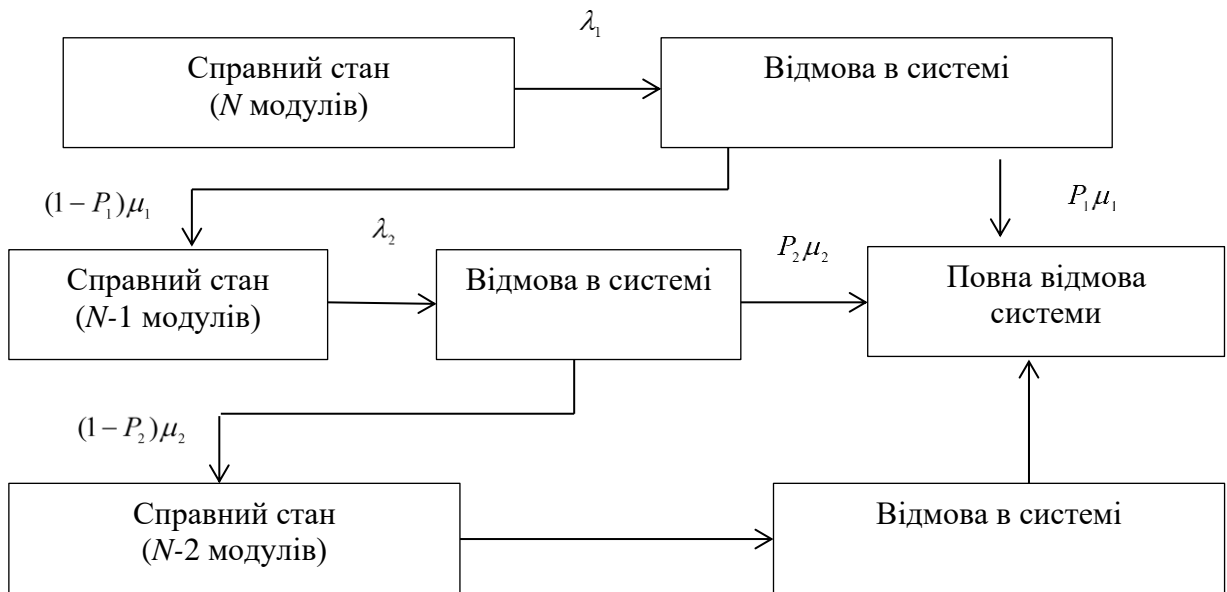 λ₁
Справний стан
(N модулів)
Відмова в системі
(1 − P₁)μ₁
P₁μ₁
λ₂
P₂μ₂
Справний стан
(N-1 модулів)
Відмова в системі
Повна відмова
системи
(1 − P₂)μ₂
Справний стан
(N-2 модулів)
Відмова в системі